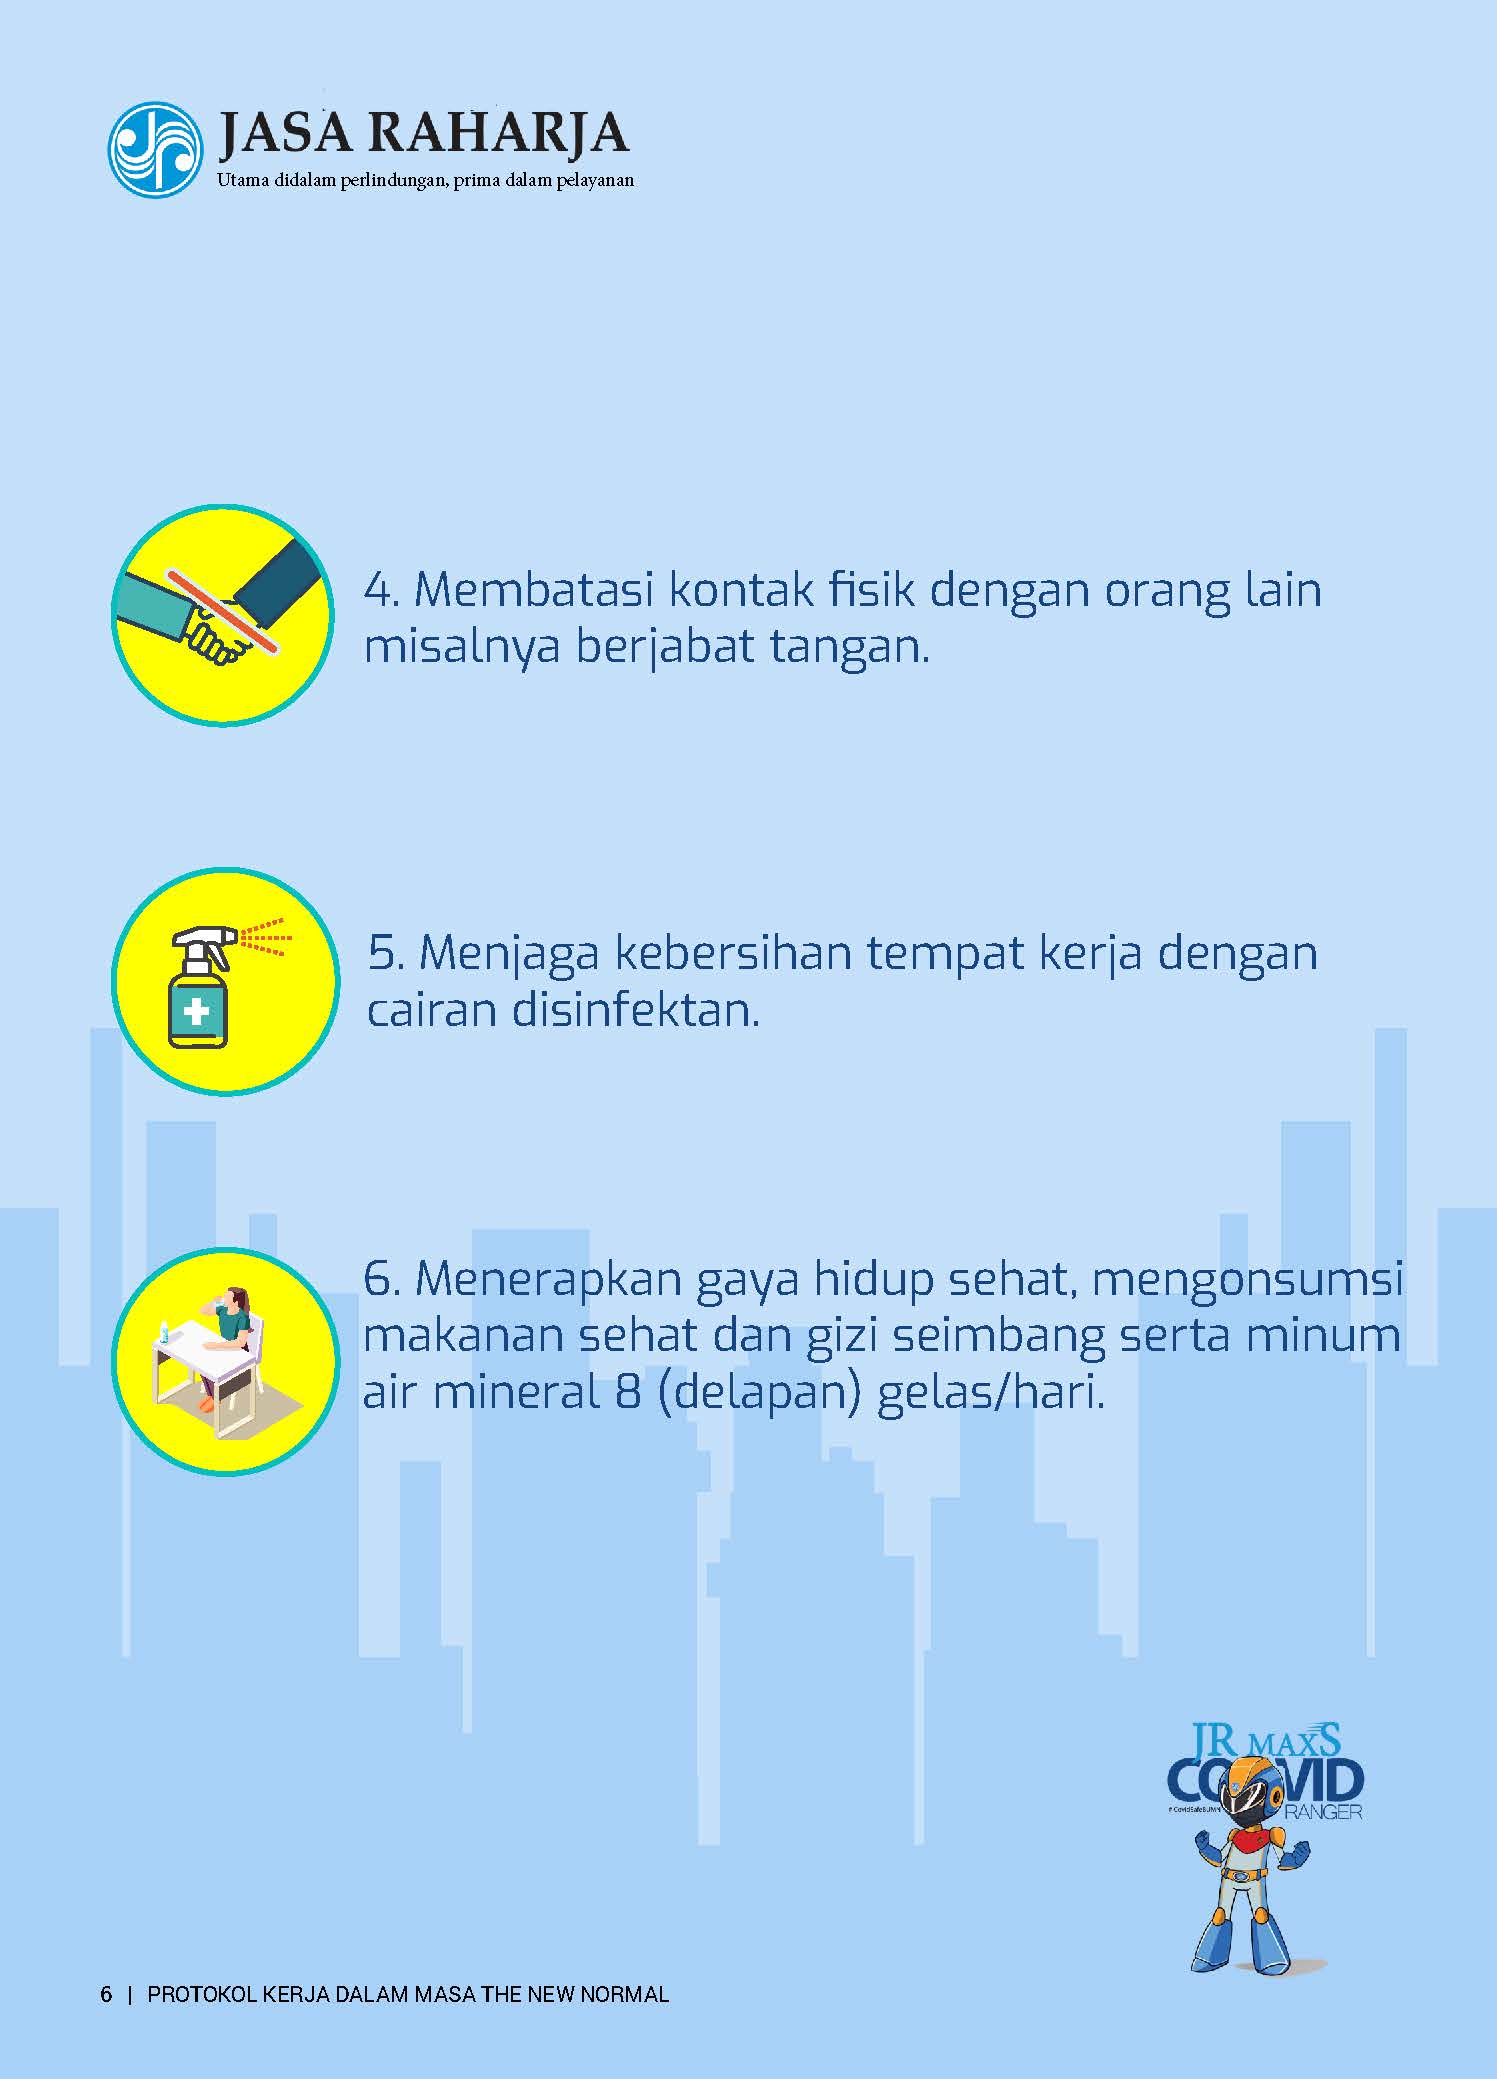 JASA RAHARJA
Utama didalam perlindungan, prima dalam pelayanan
4. Membatasi kontak fisik dengan orang lain
misalnya berjabat tangan.
5. Menjaga kebersihan tempat kerja dengan
cairan disinfektan.
6. Menerapkan gaya hidup sehat, mengonsumsi
makanan sehat dan gizi seimbang serta minum
air mineral 8 (delapan) gelas/hari.
JR MAXS
COVID
#CovidSafeBUMN RANGER
6 | PROTOKOL KERJA DALAM MASA THE NEW NORMAL